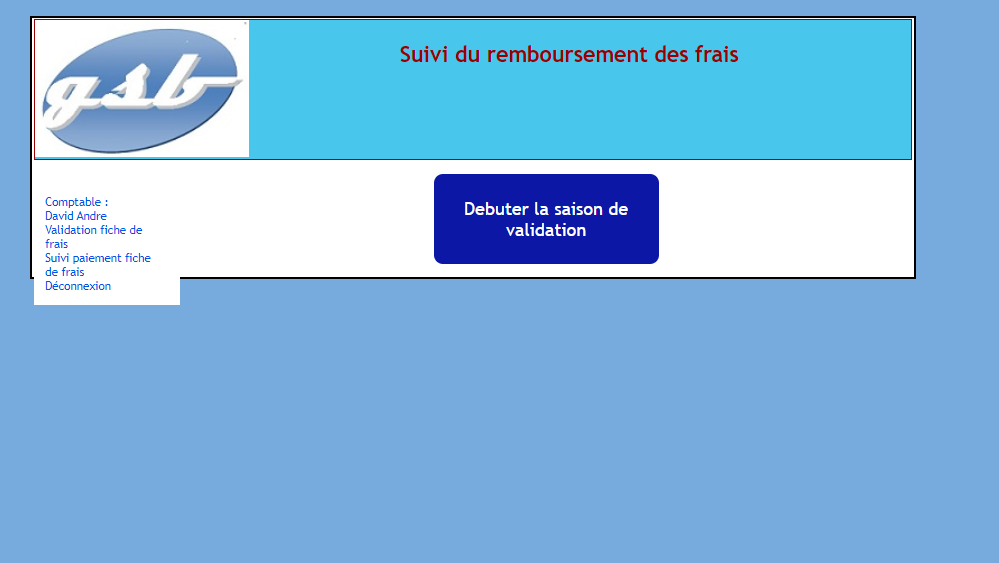 gsb
Suivi du remboursement des frais
Comptable :
David Andre
Validation fiche de
frais
Suivi paiement fiche
de frais
Déconnexion
Debuter la saison de
validation